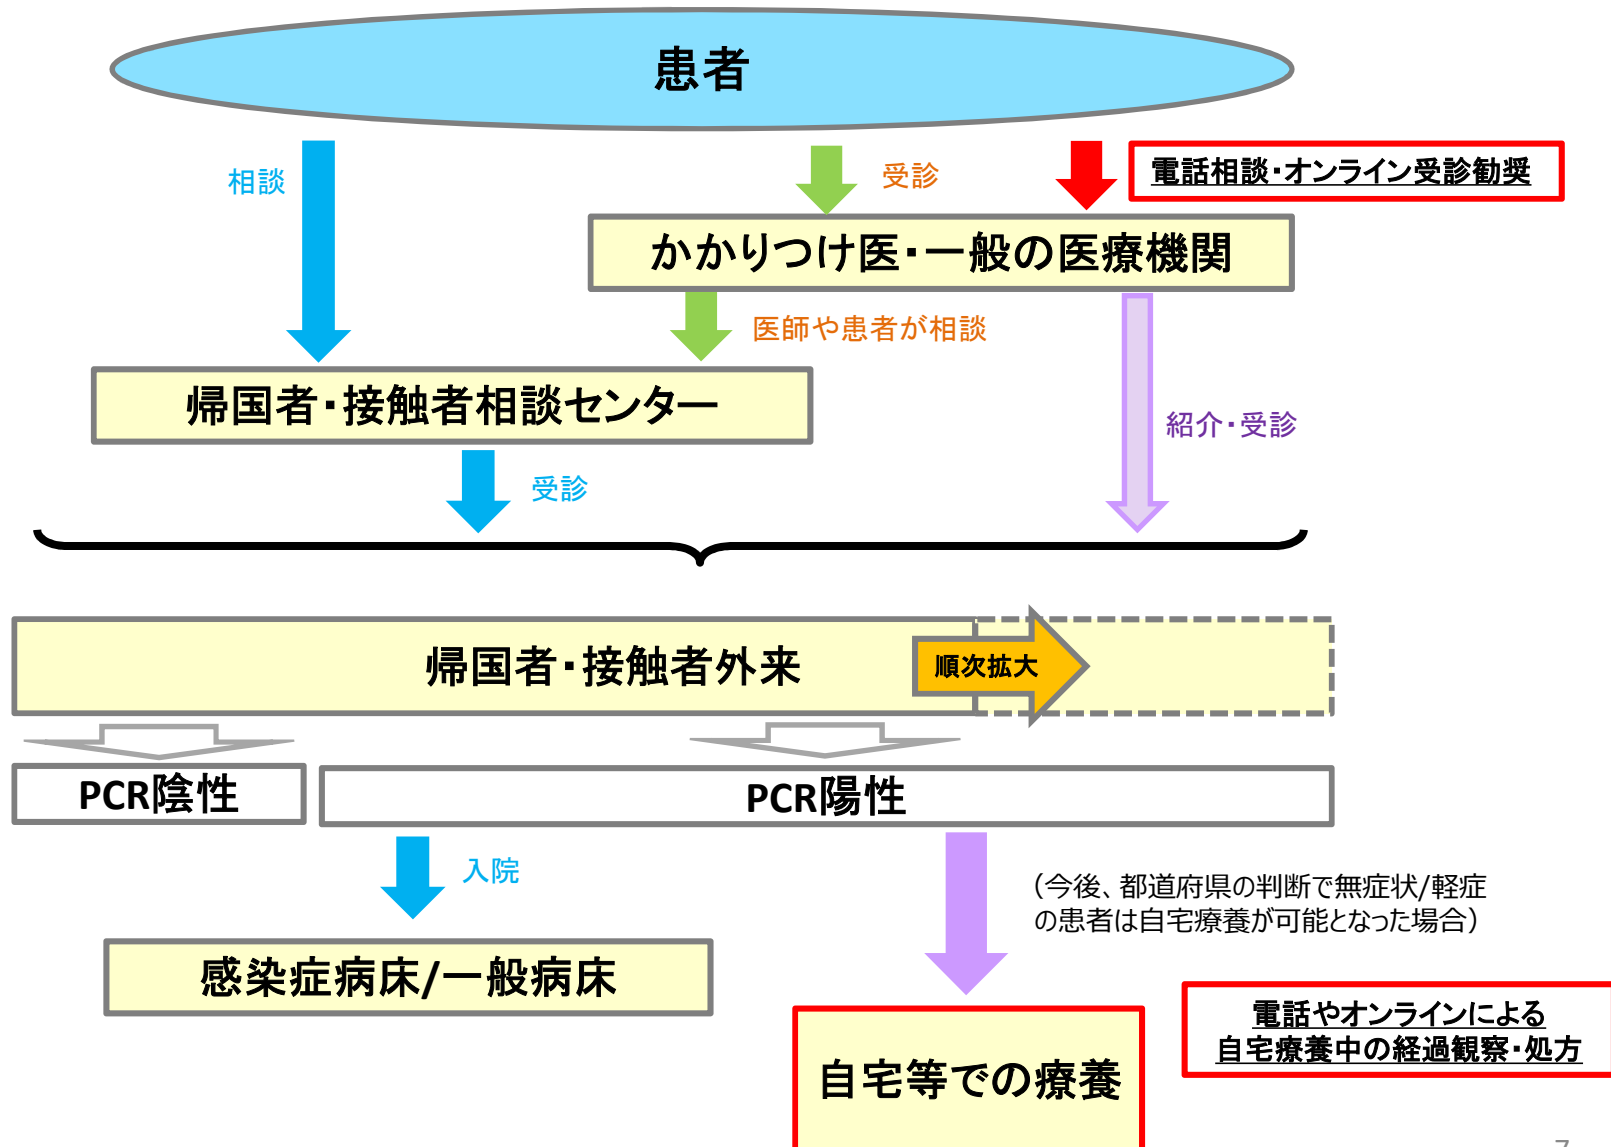 患者
相談
受診
電話相談・オンライン受診勧奨
かかりつけ医・一般の医療機関
医師や患者が相談
帰国者・接触者相談センター
紹介・受診
受診
帰国者・接触者外来
順次拡大
PCR陰性
PCR陽性
入院
（今後、都道府県の判断で無症状/軽症
の患者は自宅療養が可能となった場合）
感染症病床/一般病床
電話やオンラインによる
自宅療養中の経過観察・処方
自宅等での療養
7